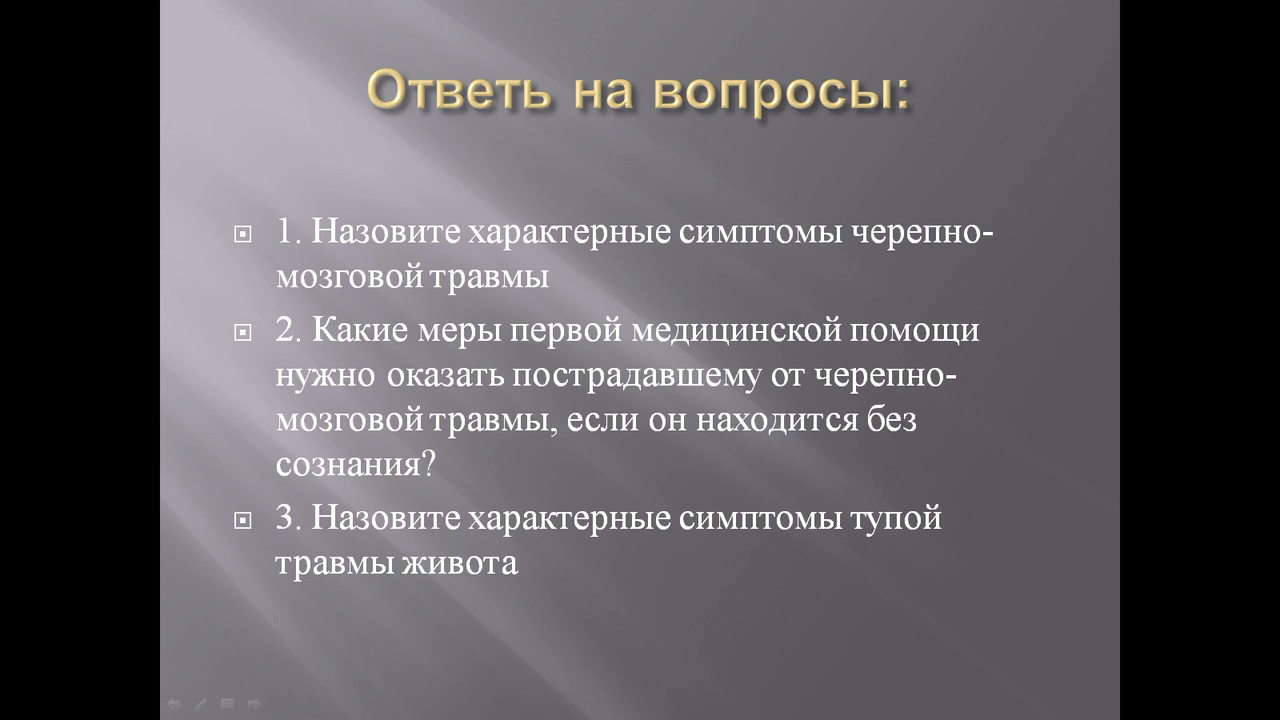 Ответь на вопросы:
1. Назовите характерные симптомы черепно-
мозговой травмы
2. Какие меры первой медицинской помощи
нужно оказать пострадавшему от черепно-
мозговой травмы, если он находится без
сознания?
3. Назовите характерные симптомы тупой
травмы живота